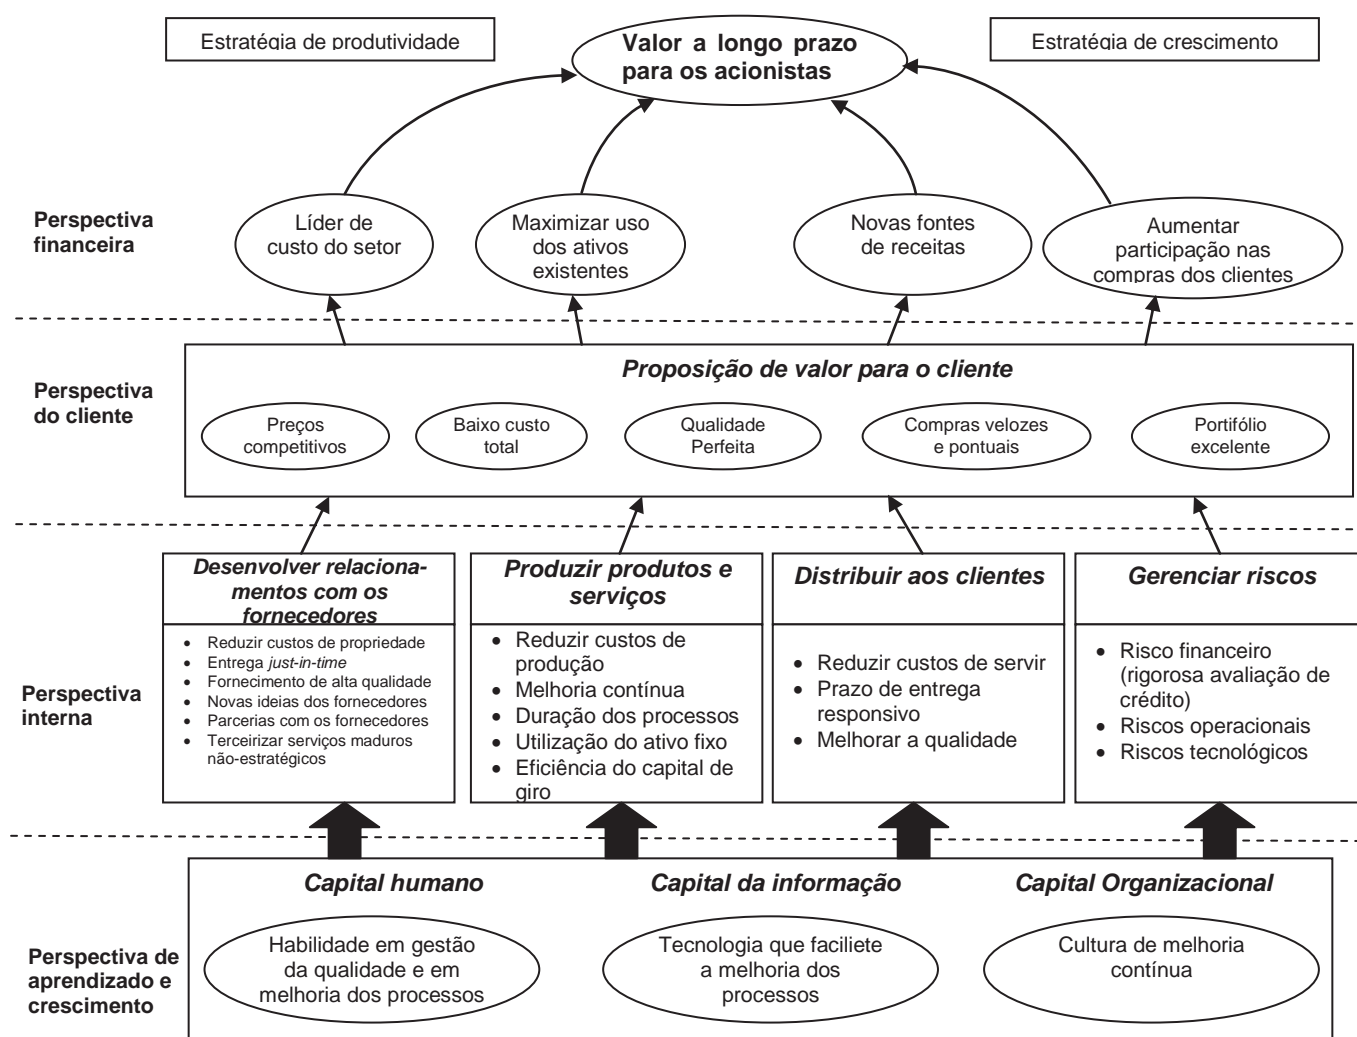 Estratégia de produtividade
Valor a longo prazo
para os acionistas
Estratégia de crescimento
Perspectiva
financeira
Líder de
custo do setor
Maximizar uso
dos ativos
existentes
Novas fontes
de receitas
Aumentar
participação nas
compras dos clientes
Perspectiva
do cliente
Proposição de valor para o cliente
Preços
competitivos
Baixo custo
total
Qualidade
Perfeita
Compras velozes
e pontuais
Portifólio
excelente
Perspectiva
interna
Desenvolver relaciona-
mentos com os
fornecedores
• Reduzir custos de propriedade
• Entrega just-in-time
• Fornecimento de alta qualidade
• Novas ideias dos fornecedores
• Parcerias com os fornecedores
• Terceirizar serviços maduros
não-estratégicos
Produzir produtos e
serviços
• Reduzir custos de
produção
• Melhoria contínua
• Duração dos processos
• Utilização do ativo fixo
• Eficiência do capital de
giro
Distribuir aos clientes
• Reduzir custos de servir
• Prazo de entrega
responsivo
• Melhorar a qualidade
Gerenciar riscos
• Risco financeiro
(rigorosa avaliação de
crédito)
• Riscos operacionais
• Riscos tecnológicos
Perspectiva de
aprendizado e
crescimento
Capital humano
Habilidade em gestão
da qualidade e em
melhoria dos processos
Capital da informação
Tecnologia que faciliete
a melhoria dos
processos
Capital Organizacional
Cultura de melhoria
contínua